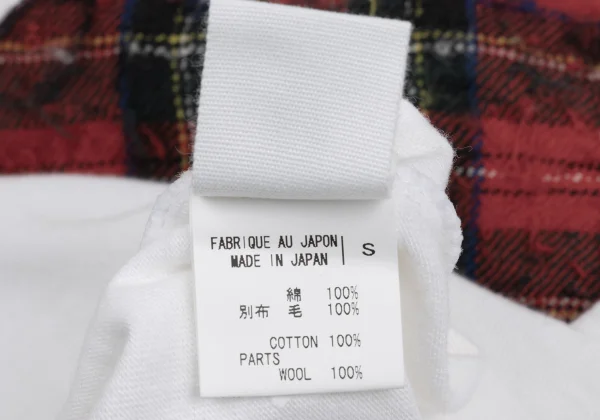 FABRIQUE AU JAPON
MADE IN JAPAN | S
綿 100%
別布 毛 100%
COTTON 100%
PARTS
WOOL 100%